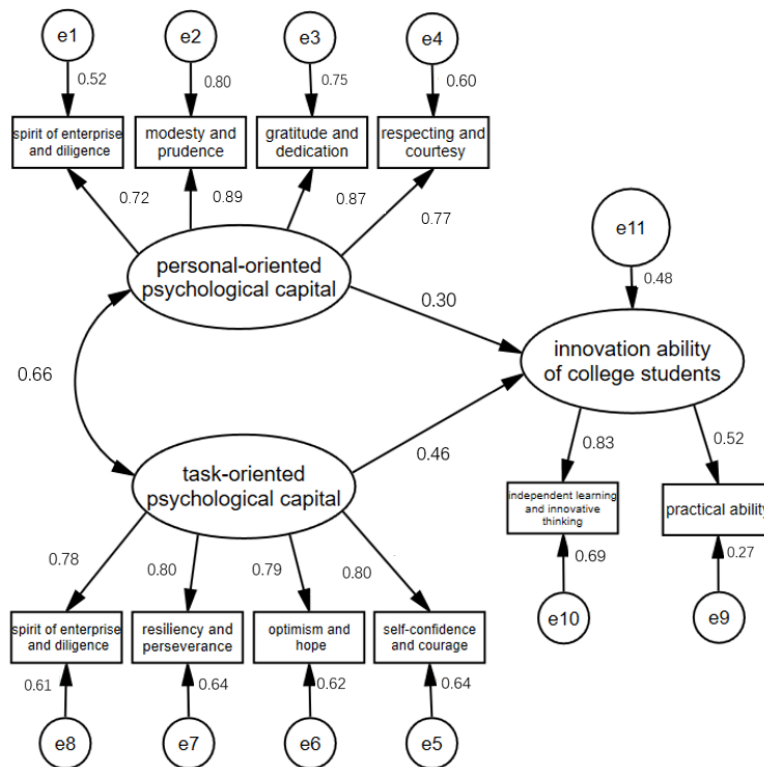 e1
e2
e3
e4
0.52
0.80
0.75
0.60
spirit of enterprise
and diligence
modesty and
prudence
gratitude and
dedication
respecting and
courtesy
0.72
0.89
0.87
0.77
e11
0.48
personal-oriented
psychological capital
0.30
innovation ability
of college students
0.66
0.46
0.83
0.52
task-oriented
psychological capital
independent learning
and innovative
thinking
practical ability
0.78
0.80
0.79
0.80
0.69
0.27
spirit of enterprise
and diligence
resiliency and
perseverance
optimism and
hope
self-confidence
and courage
e10
e9
0.61
0.64
0.62
0.64
e8
e7
e6
e5